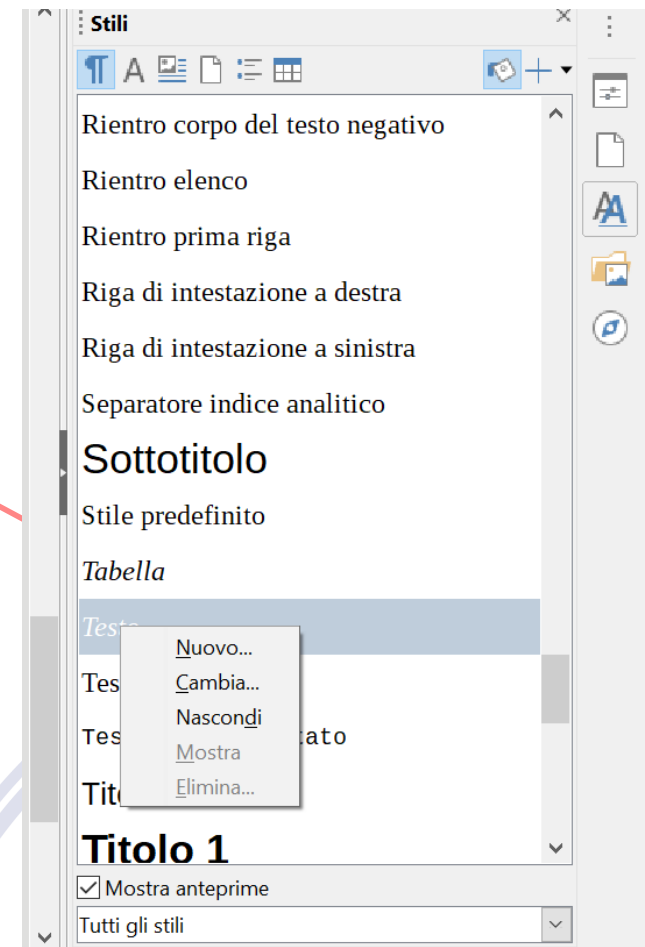 Stili
Rientro corpo del testo negativo
Rientro elenco
Rientro prima riga
Riga di intestazione a destra
Riga di intestazione a sinistra
Separatore indice analitico
Sottotitolo
Stile predefinito
Tabella
Testo
Nuovo...
Tes
Cambia...
Nascondi
Tes
tato
Mostra
Tito
Elimina...
Titolo 1
Mostra anteprime
Tutti gli stili